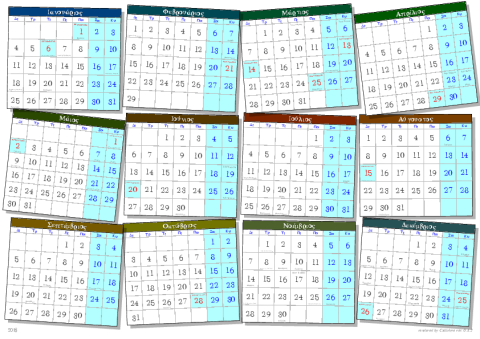 Ιανουάριος
Δε Τρ Τε Πε Πα Σα Κυ
1 2 3
4 5 6 7 8 9 10
11 12 13 14 15 16 17
18 19 20 21 22 23 24
25 26 27 28 29 30 31
Φεβρουάριος
Δε Τρ Τε Πε Πα Σα Κυ
1 2 3 4 5 6 7
8 9 10 11 12 13 14
15 16 17 18 19 20 21
22 23 24 25 26 27 28
29
Μάρτιος
Δε Τρ Τε Πε Πα Σα Κυ
1 2 3 4 5 6
7 8 9 10 11 12 13
14 15 16 17 18 19 20
21 22 23 24 25 26 27
28 29 30 31
Απρίλιος
Δε Τρ Τε Πε Πα Σα Κυ
1 2 3
4 5 6 7 8 9 10
11 12 13 14 15 16 17
18 19 20 21 22 23 24
25 26 27 28 29 30
Μάιος
Δε Τρ Τε Πε Πα Σα Κυ
1
2 3 4 5 6 7 8
9 10 11 12 13 14 15
16 17 18 19 20 21 22
23 24 25 26 27 28 29
30 31
Ιούνιος
Δε Τρ Τε Πε Πα Σα Κυ
1 2 3 4 5
6 7 8 9 10 11 12
13 14 15 16 17 18 19
20 21 22 23 24 25 26
27 28 29 30
Ιούλιος
Δε Τρ Τε Πε Πα Σα Κυ
1 2 3
4 5 6 7 8 9 10
11 12 13 14 15 16 17
18 19 20 21 22 23 24
25 26 27 28 29 30 31
Αύγουστος
Δε Τρ Τε Πε Πα Σα Κυ
1 2 3 4 5 6 7
8 9 10 11 12 13 14
15 16 17 18 19 20 21
22 23 24 25 26 27 28
29 30 31
Σεπτέμβριος
Δε Τρ Τε Πε Πα Σα Κυ
1 2 3 4
5 6 7 8 9 10 11
12 13 14 15 16 17 18
19 20 21 22 23 24 25
26 27 28 29 30
Οκτώβριος
Δε Τρ Τε Πε Πα Σα Κυ
1 2
3 4 5 6 7 8 9
10 11 12 13 14 15 16
17 18 19 20 21 22 23
24 25 26 27 28 29 30
31
Νοέμβριος
Δε Τρ Τε Πε Πα Σα Κυ
1 2 3 4 5 6
7 8 9 10 11 12 13
14 15 16 17 18 19 20
21 22 23 24 25 26 27
28 29 30
Δεκέμβριος
Δε Τρ Τε Πε Πα Σα Κυ
1 2 3 4
5 6 7 8 9 10 11
12 13 14 15 16 17 18
19 20 21 22 23 24 25
26 27 28 29 30 31